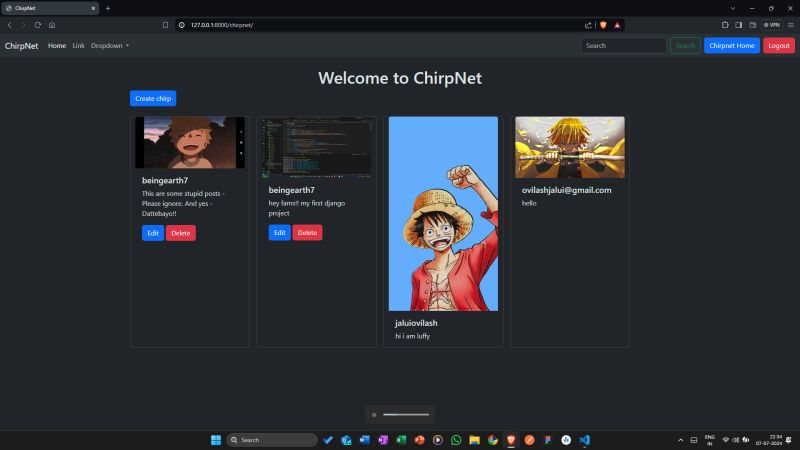 ChirpNet
127.0.0.1:6000/chirpnet/
VPN
ChirpNet Home Link Dropdown Search Search Chirpnet Home Logout
Welcome to ChirpNet
Create chirp
beingearth7
This are some stupid posts -
Please ignore. And yes -
Dattebayo!!
Edit Delete
beingearth7
hey fams!! my first django
project
Edit Delete
jaluiovilash
hi i am luffy
ovilashjalui@gmail.com
hello
Search
ENG
IN
21:34
07-07-2024